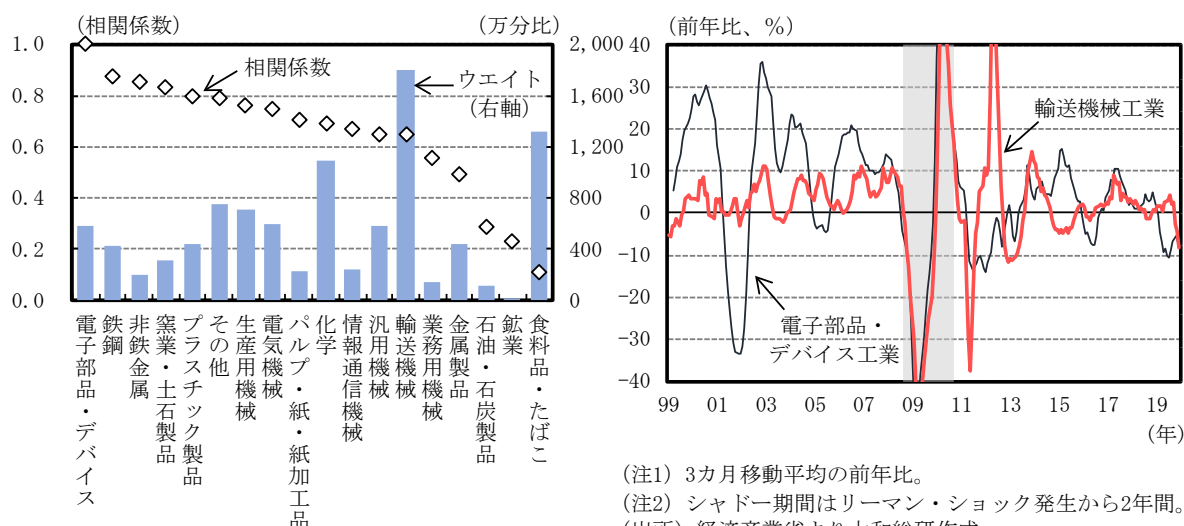 (相関係数)
(万分比)
1.0
0.8
0.6
0.4
0.2
0.0
2,000
1,600
1,200
800
400
0
相関係数
ウエイト
(右軸)
電子部品・デバイス
鉄鋼
非鉄金属
窯業・土石製品
プラスチック製品
その他
生産用機械
電気機械
パルプ・紙・紙加工品
化学
情報通信機械
汎用機械
輸送機械
業務用機械
金属製品
石油・石炭製品
鉱業
食料品・たばこ
(前年比、%)
40
30
20
10
0
-10
-20
-30
-40
輸送機械工業
電子部品・
デバイス工業
99 01 03 05 07 09 11 13 15 17 19
(年)
(注1) 3カ月移動平均の前年比。
(注2) シャドー期間はリーマン・ショック発生から2年間。